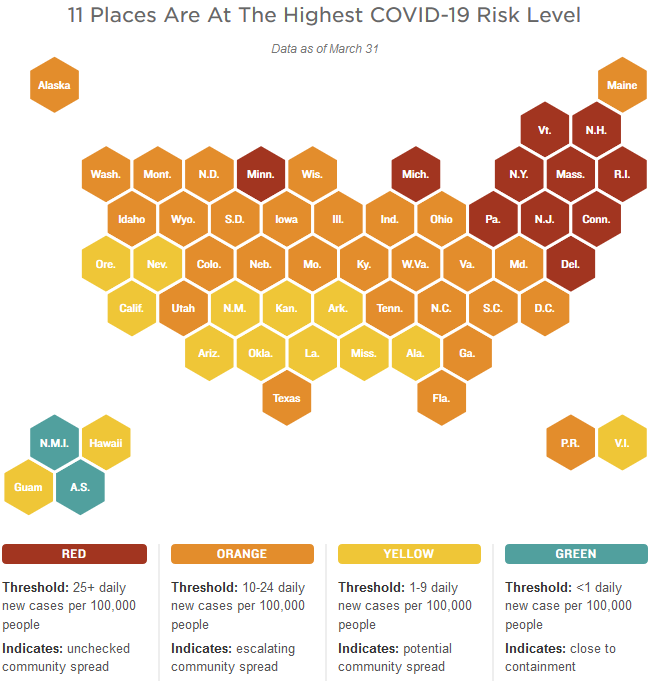 11 Places Are At The Highest COVID-19 Risk Level
Data as of March 31
Alaska Maine
Vt. N.H.
Wash. Mont. N.D. Minn. Wis. Mich. N.Y. Mass. R.I.
Idaho Wyo. S.D. Iowa Ill. Ind. Ohio Pa. N.J. Conn.
Ore. Nev. Colo. Neb. Mo. Ky. W.Va. Va. Md. Del.
Calif. Utah N.M. Kan. Ark. Tenn. N.C. S.C. D.C.
Ariz. Okla. La. Miss. Ala. Ga.
Texas Fla.
N.M.I. Hawaii P.R. V.I.
Guam A.S.
RED
Threshold: 25+ daily
new cases per 100,000
people
Indicates: unchecked
community spread
ORANGE
Threshold: 10-24 daily
new cases per 100,000
people
Indicates: escalating
community spread
YELLOW
Threshold: 1-9 daily
new cases per 100,000
people
Indicates: potential
community spread
GREEN
Threshold: <1 daily
new case per 100,000
people
Indicates: close to
containment